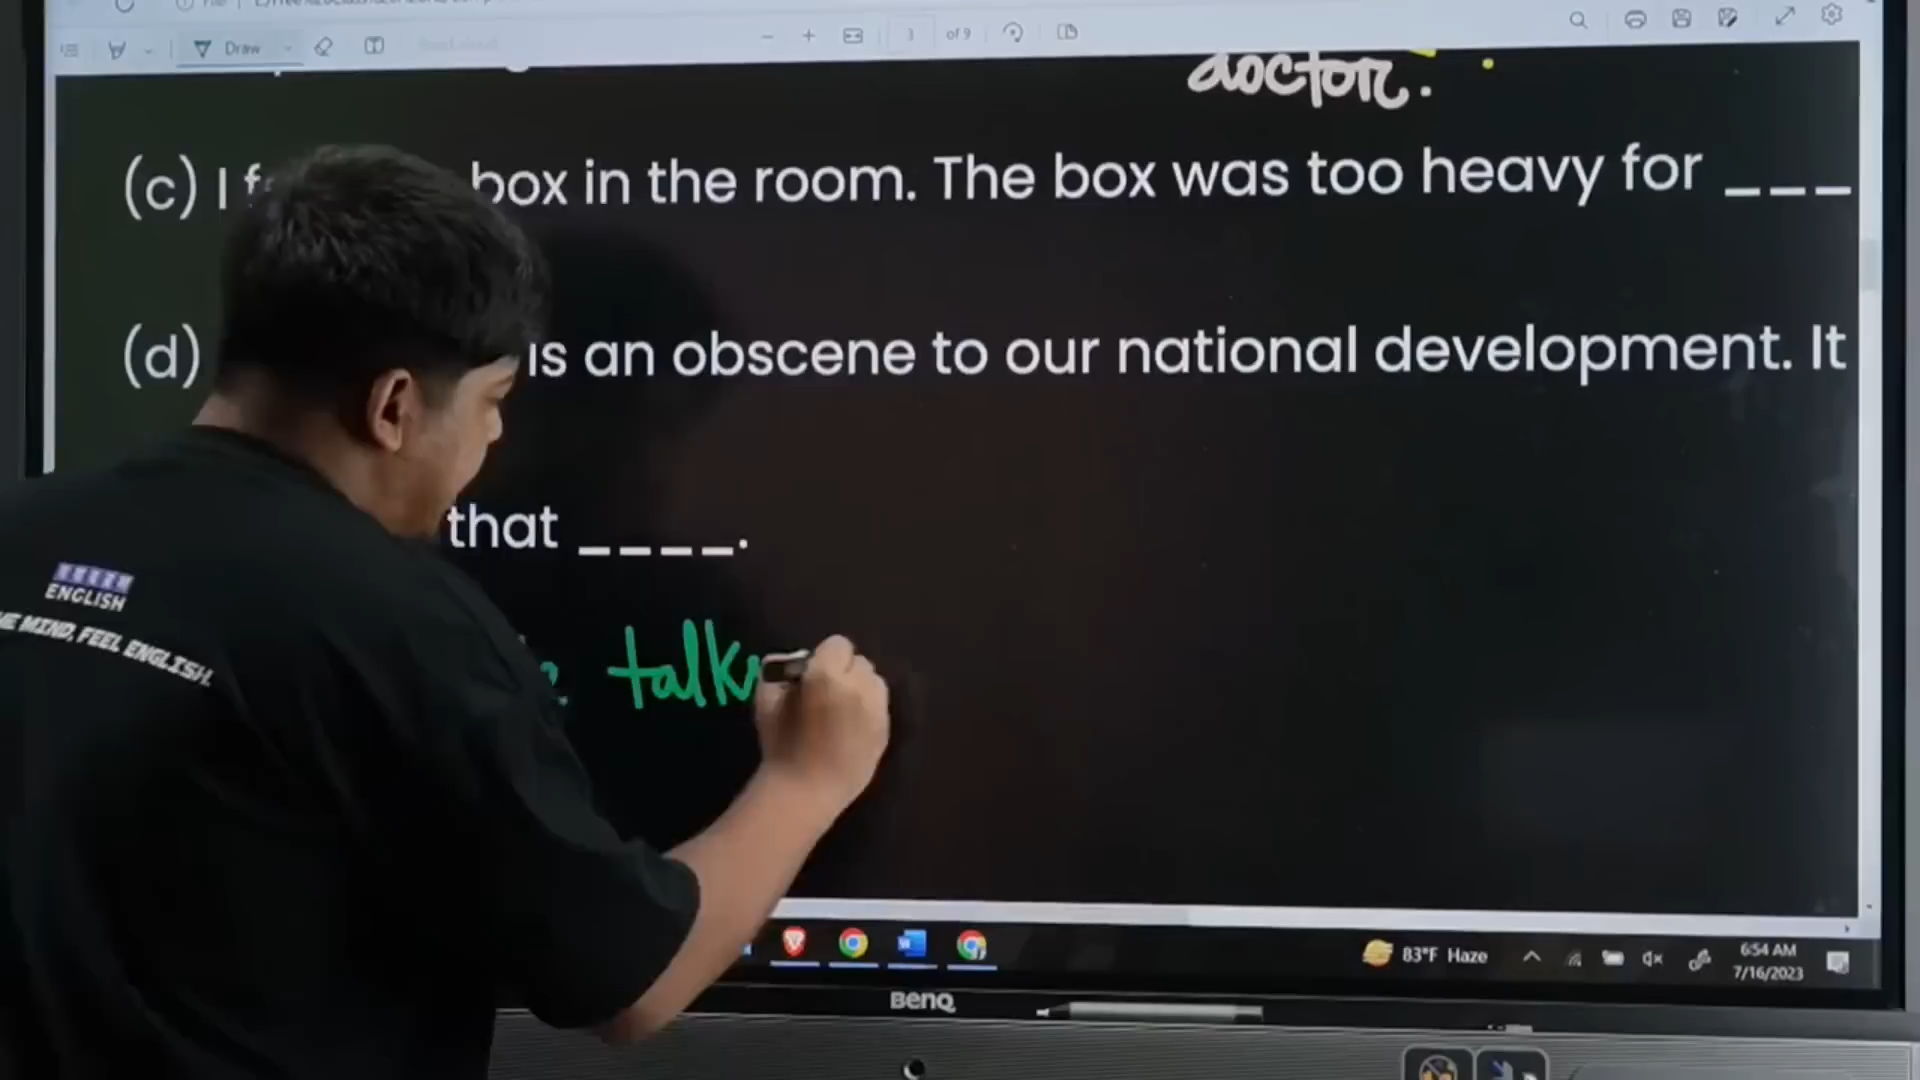 Draw
3 of 9
doctor.
(c) I box in the room. The box was too heavy for ___
(d) is an obscene to our national development. It
that ____.
talk
ENGLISH
MIND, FEEL ENGLISH.
83°F Haze
6:54 AM
7/16/2023
BenQ